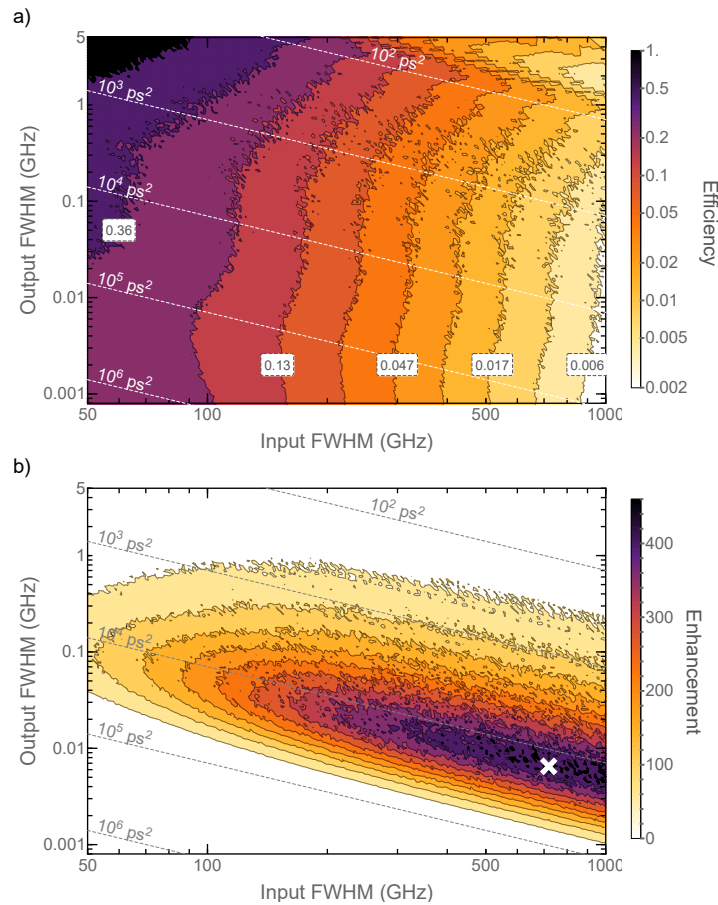 a)
5
1
0.1
0.01
0.001
Output FWHM (GHz)
10² ps²
10³ ps²
10⁴ ps²
10⁵ ps²
10⁶ ps²
0.36
0.13
0.047
0.017
0.006
50
100
500
1000
Input FWHM (GHz)
1.
0.5
0.2
0.1
0.05
0.02
0.01
0.005
0.002
Efficiency
b)
5
1
0.1
0.01
0.001
Output FWHM (GHz)
10² ps²
10³ ps²
10⁴ ps²
10⁵ ps²
10⁶ ps²
50
100
500
1000
Input FWHM (GHz)
400
300
200
100
0
Enhancement